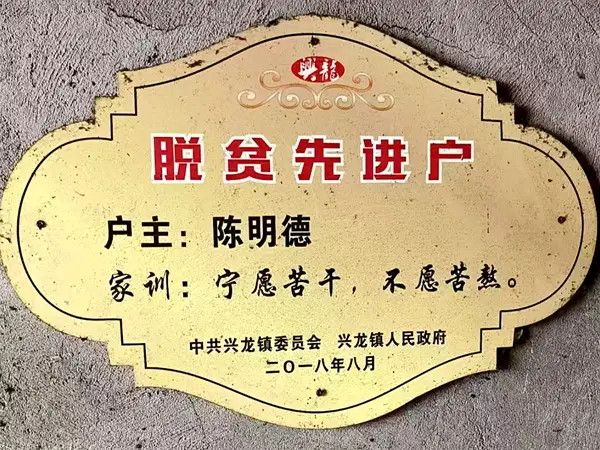 興龍
脱贫先进户
户主：陈明德
家训：宁愿苦干，不愿苦熬。
中共兴龙镇委员会 兴龙镇人民政府
二〇一八年八月